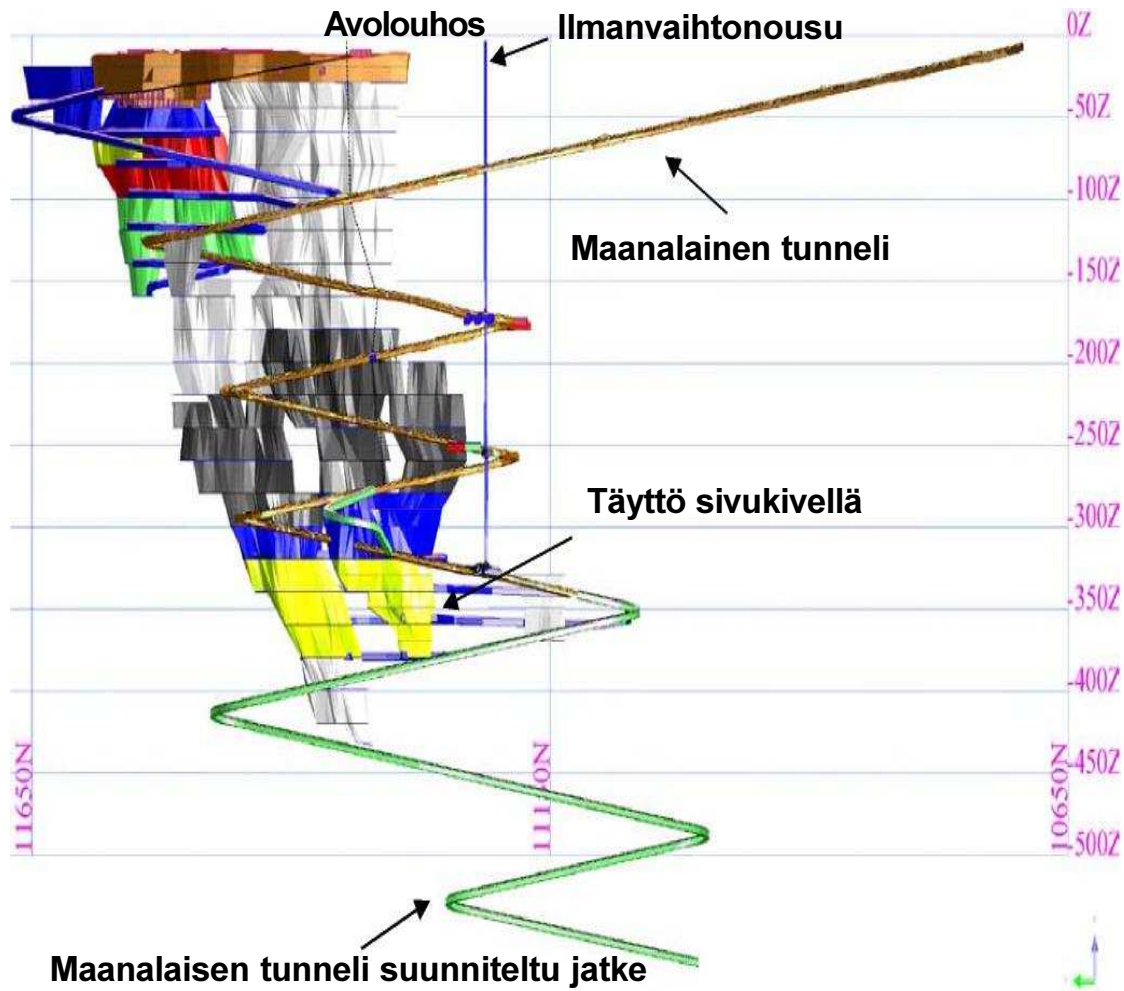 Avolouhos
Ilmanvaihtonousu
0Z
-50Z
-100Z
Maanalainen tunneli
-150Z
-200Z
-250Z
Täyttö sivukivellä
-300Z
-350Z
-400Z
11650N
11150N
10650N
-450Z
-500Z
Maanalaisen tunneli suunniteltu jatke